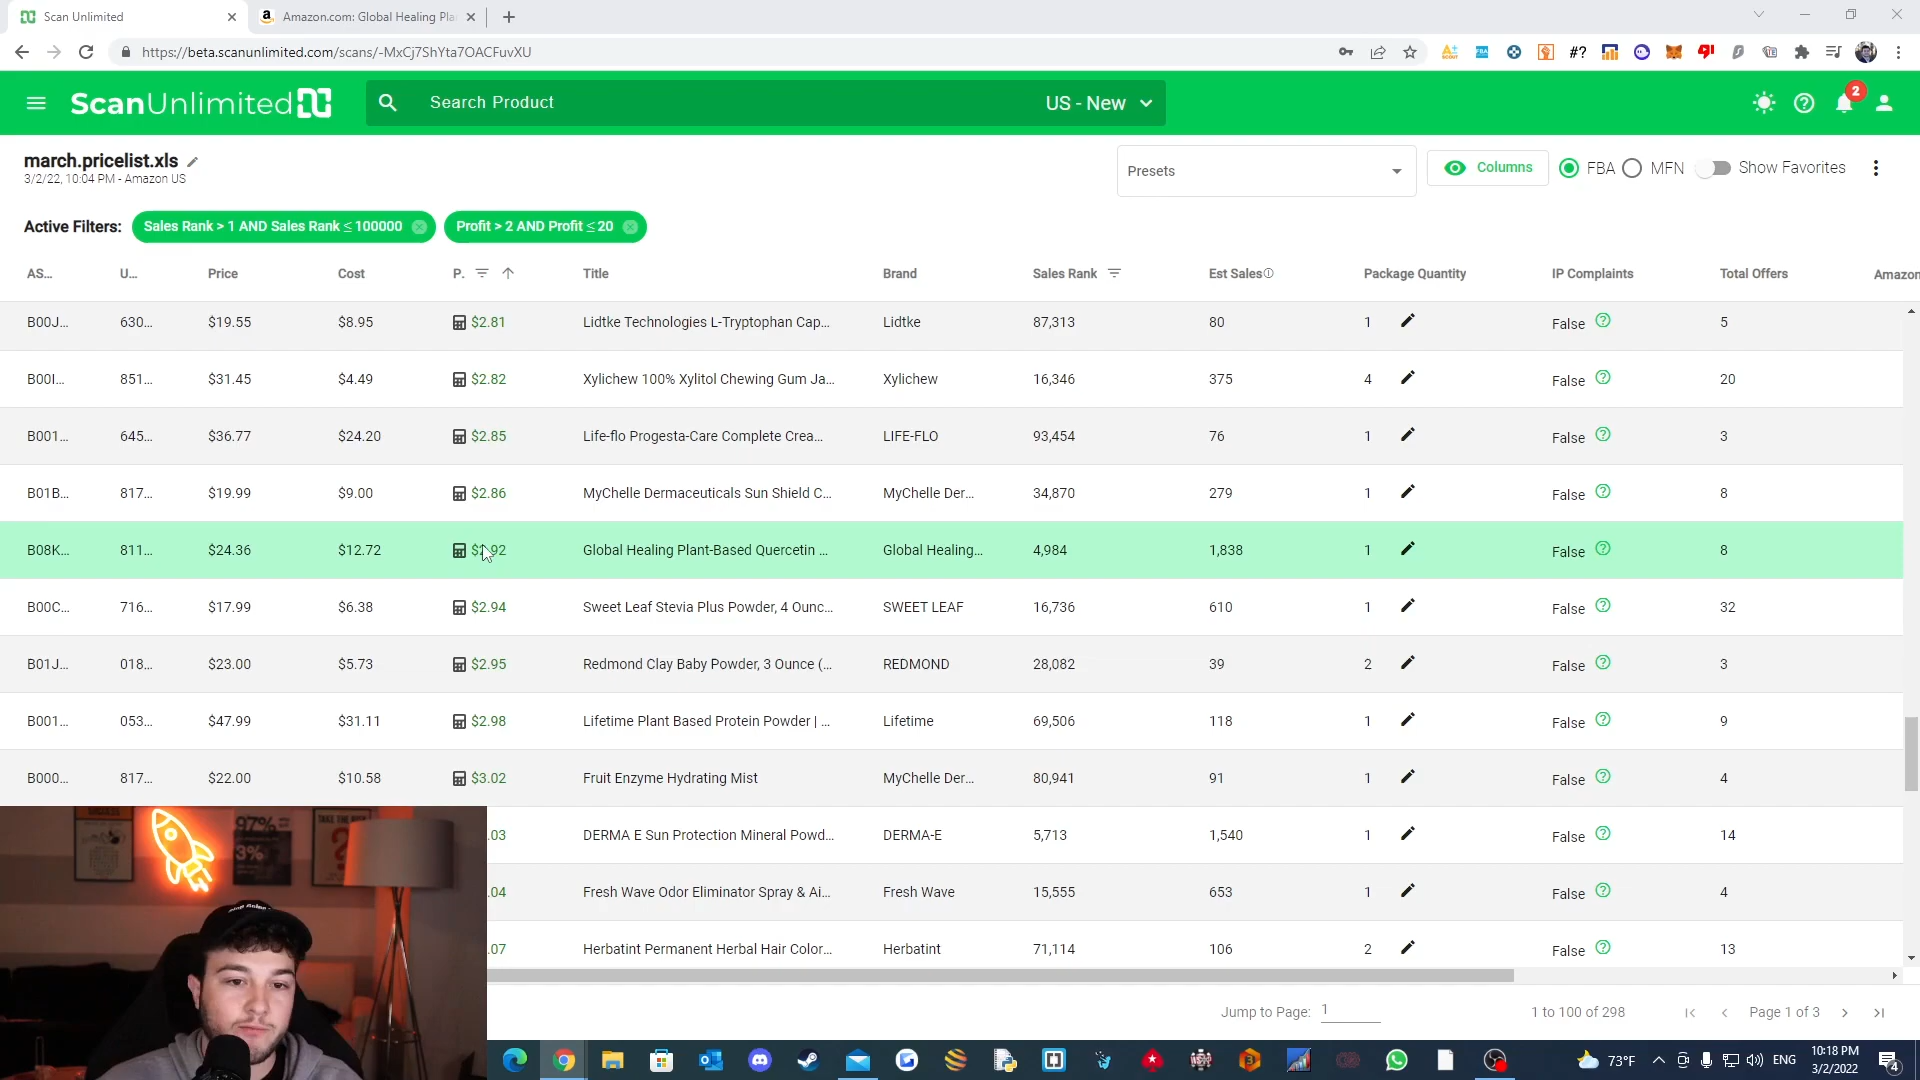 Scan Unlimited
Amazon.com: Global Healing Pla
https://beta.scanunlimited.com/scans/-MxCj7ShYta7OACFuvXU
ScanUnlimited
Search Product
US - New
2
march.pricelist.xls
3/2/22, 10:04 PM - Amazon US
Presets
Columns
FBA
MFN
Show Favorites
Active Filters:
Sales Rank > 1 AND Sales Rank ≤ 100000
Profit > 2 AND Profit ≤ 20
AS... U... Price Cost P. Title Brand Sales Rank Est Sales Package Quantity IP Complaints Total Offers Amazon
B00J... 630... $19.55 $8.95 $2.81 Lidtke Technologies L-Tryptophan Cap... Lidtke 87,313 80 1 False 5
B00I... 851... $31.45 $4.49 $2.82 Xylichew 100% Xylitol Chewing Gum Ja... Xylichew 16,346 375 4 False 20
B001... 645... $36.77 $24.20 $2.85 Life-flo Progesta-Care Complete Crea... LIFE-FLO 93,454 76 1 False 3
B01B... 817... $19.99 $9.00 $2.86 MyChelle Dermaceuticals Sun Shield C... MyChelle Der... 34,870 279 1 False 8
B08K... 811... $24.36 $12.72 $2.92 Global Healing Plant-Based Quercetin ... Global Healing... 4,984 1,838 1 False 8
B00C... 716... $17.99 $6.38 $2.94 Sweet Leaf Stevia Plus Powder, 4 Ounc... SWEET LEAF 16,736 610 1 False 32
B01J... 018... $23.00 $5.73 $2.95 Redmond Clay Baby Powder, 3 Ounce (... REDMOND 28,082 39 2 False 3
B001... 053... $47.99 $31.11 $2.98 Lifetime Plant Based Protein Powder | ... Lifetime 69,506 118 1 False 9
B000... 817... $22.00 $10.58 $3.02 Fruit Enzyme Hydrating Mist MyChelle Der... 80,941 91 1 False 4
.03 DERMA E Sun Protection Mineral Powd... DERMA-E 5,713 1,540 1 False 14
.04 Fresh Wave Odor Eliminator Spray & Ai... Fresh Wave 15,555 653 1 False 4
.07 Herbatint Permanent Herbal Hair Color... Herbatint 71,114 106 2 False 13
97%
3%
TAKE THE
Jump to Page: 1
1 to 100 of 298
Page 1 of 3
73°F
ENG
10:18 PM
3/2/2022
4